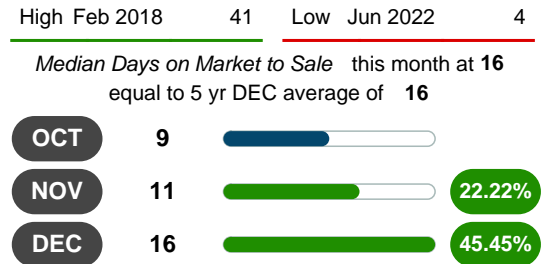 High Feb 2018 41 Low Jun 2022 4
Median Days on Market to Sale this month at 16
equal to 5 yr DEC average of 16
OCT 9
NOV 11 22.22%
DEC 16 45.45%